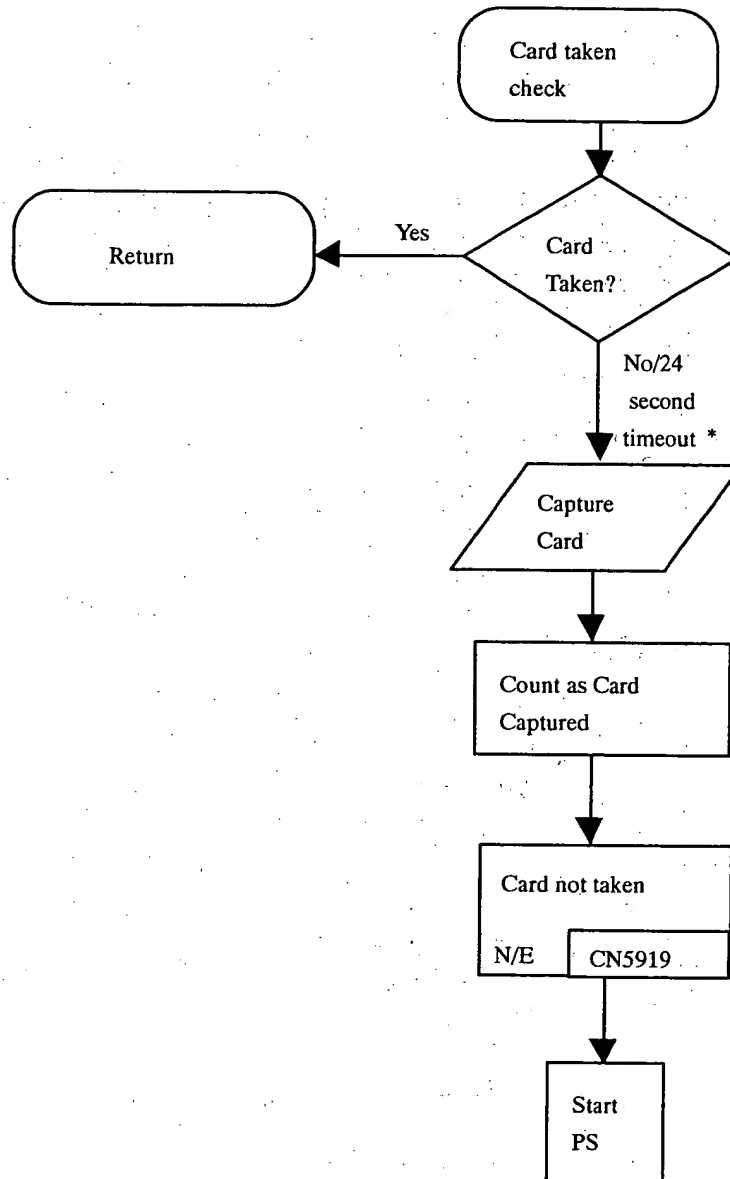 Card taken
check
Return
Yes
Card
Taken?
No/24
second
timeout *
Capture
Card
Count as Card
Captured
Card not taken
N/E
CN5919
Start
PS